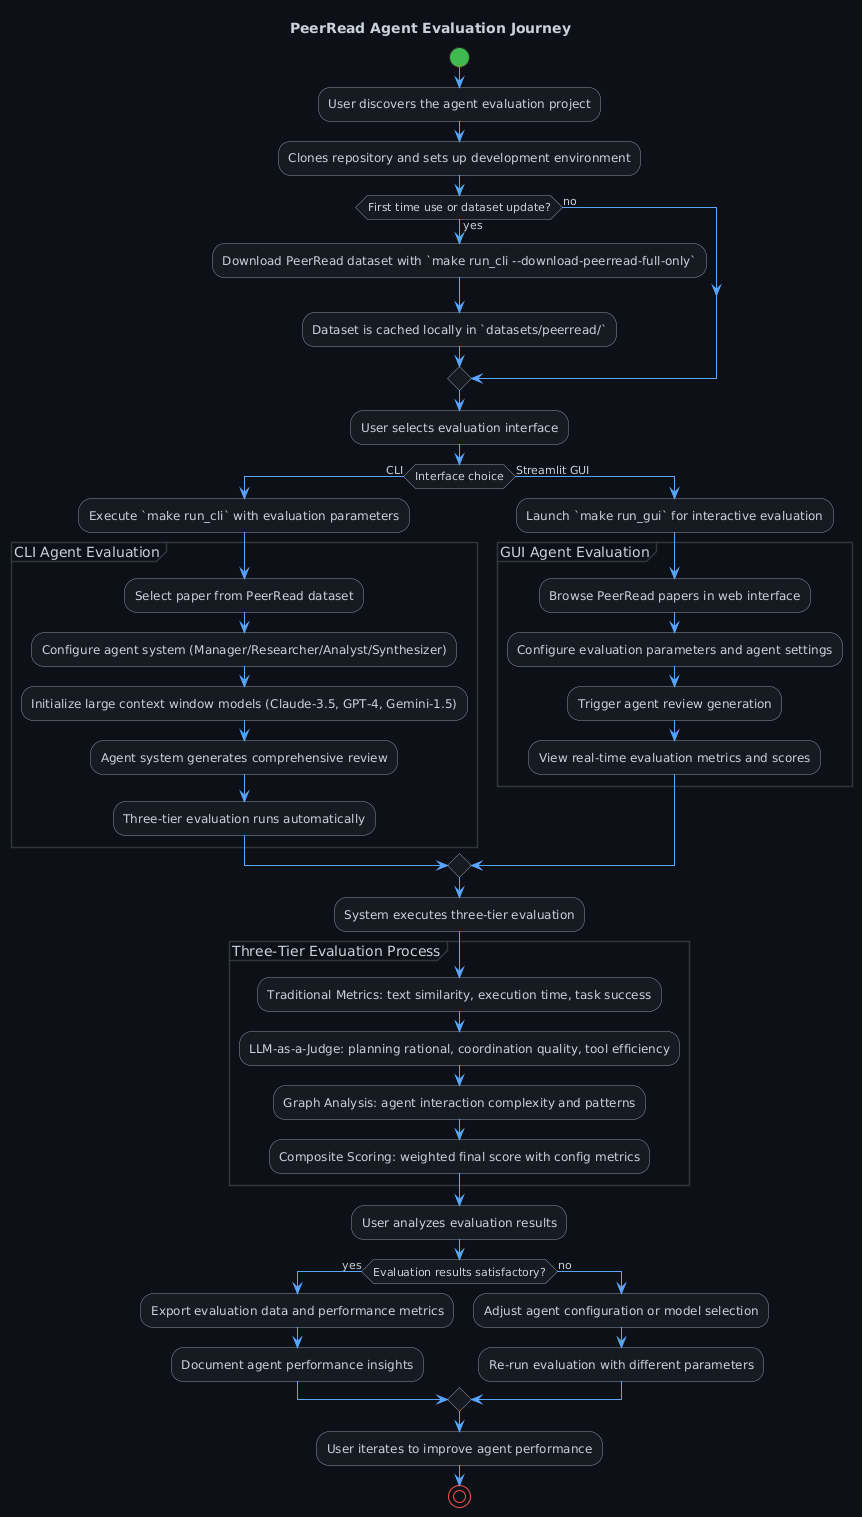 PeerRead Agent Evaluation Journey
User discovers the agent evaluation project
Clones repository and sets up development environment
First time use or dataset update?
no
yes
Download PeerRead dataset with `make run_cli --download-peerread-full-only`
Dataset is cached locally in `datasets/peerread/`
User selects evaluation interface
CLI
Interface choice
Streamlit GUI
Execute `make run_cli` with evaluation parameters
CLI Agent Evaluation
Select paper from PeerRead dataset
Configure agent system (Manager/Researcher/Analyst/Synthesizer)
Initialize large context window models (Claude-3.5, GPT-4, Gemini-1.5)
Agent system generates comprehensive review
Three-tier evaluation runs automatically
Launch `make run_gui` for interactive evaluation
GUI Agent Evaluation
Browse PeerRead papers in web interface
Configure evaluation parameters and agent settings
Trigger agent review generation
View real-time evaluation metrics and scores
System executes three-tier evaluation
Three-Tier Evaluation Process
Traditional Metrics: text similarity, execution time, task success
LLM-as-a-Judge: planning rational, coordination quality, tool efficiency
Graph Analysis: agent interaction complexity and patterns
Composite Scoring: weighted final score with config metrics
User analyzes evaluation results
yes
Evaluation results satisfactory?
no
Export evaluation data and performance metrics
Document agent performance insights
Adjust agent configuration or model selection
Re-run evaluation with different parameters
User iterates to improve agent performance